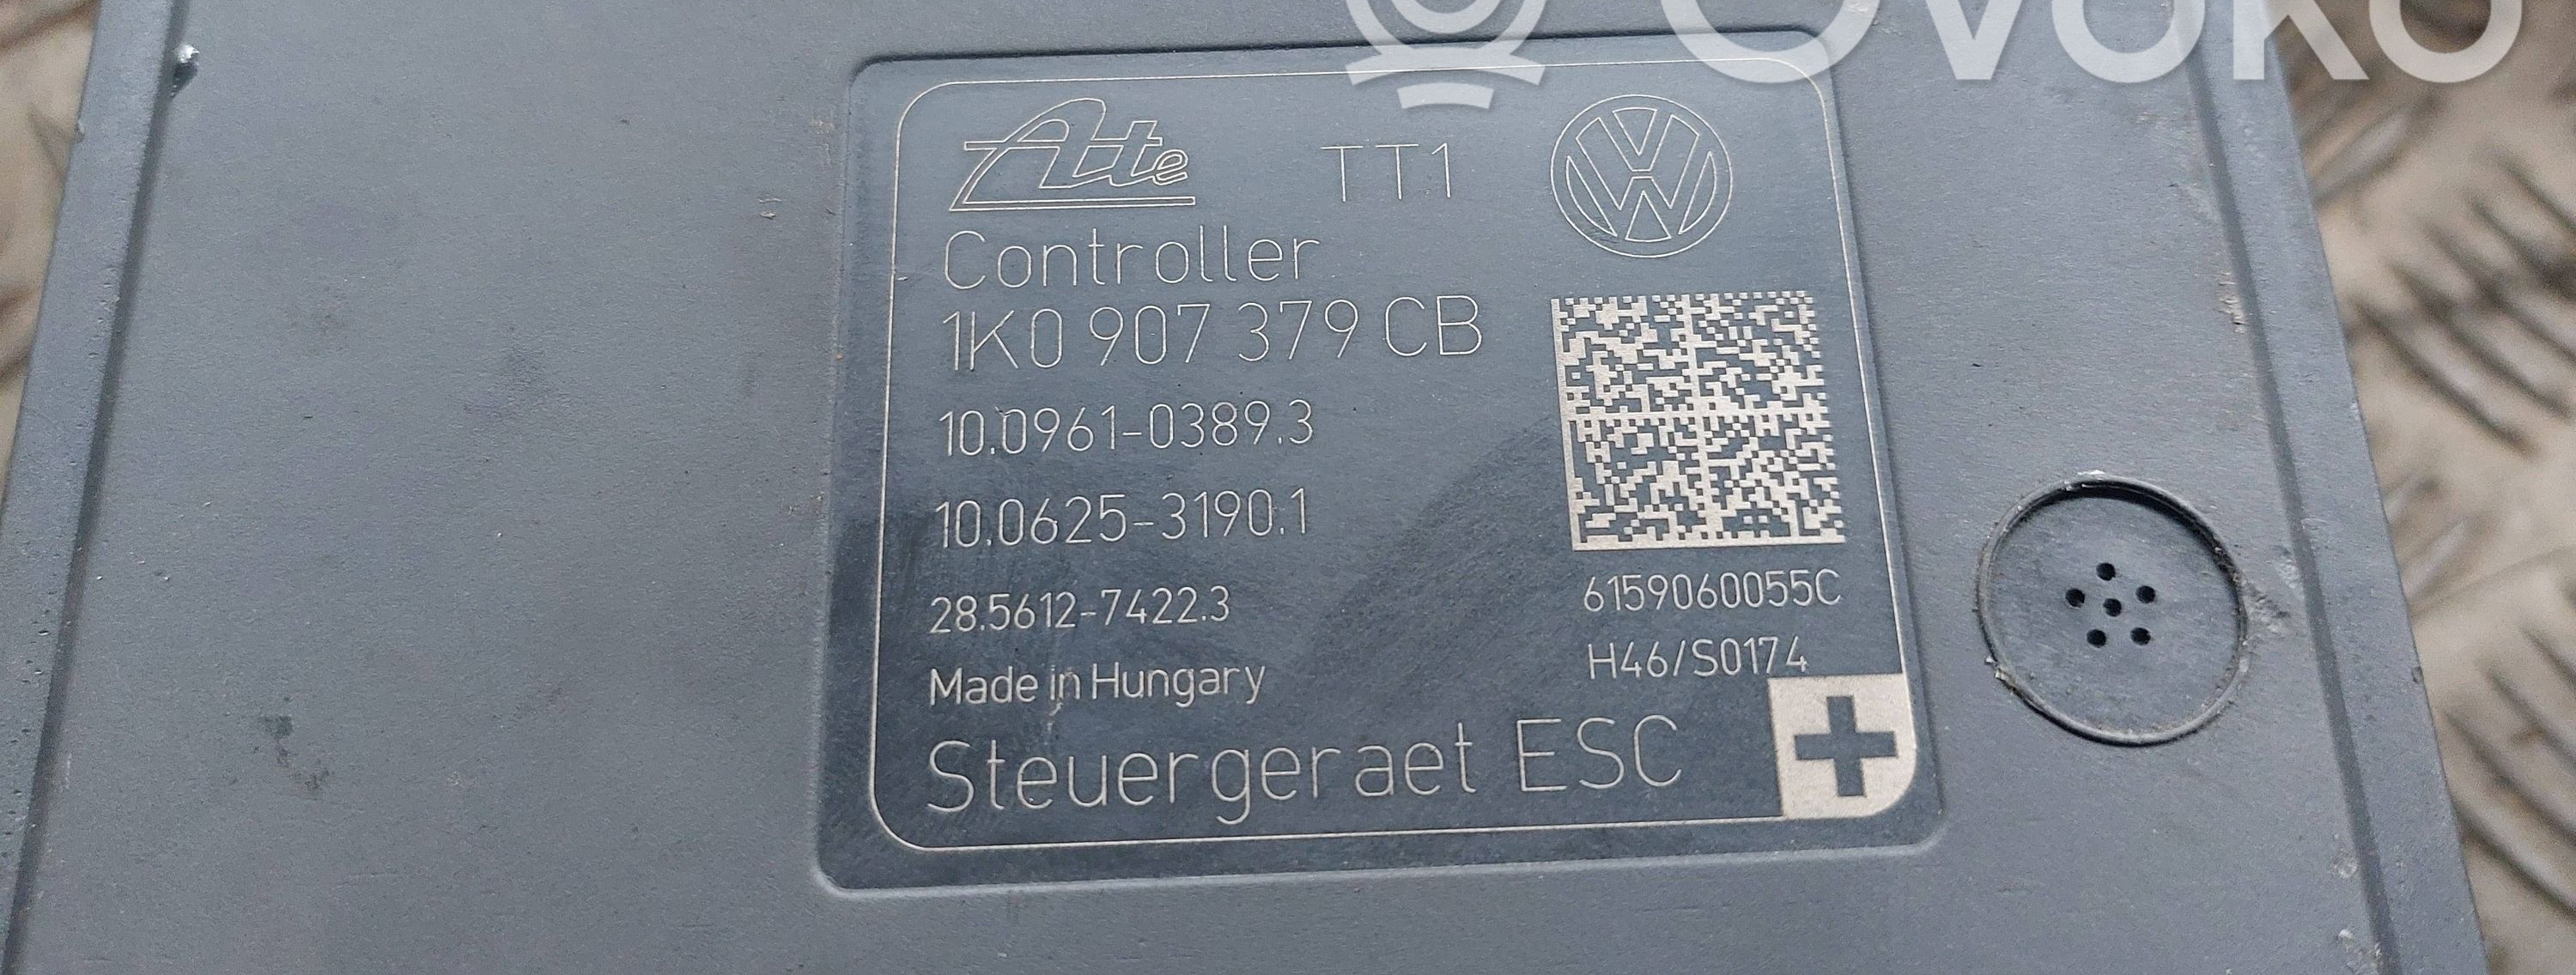 Ovoko
Ate TT1
Controller
1K0 907 379 CB
10.0961-0389.3
10.0625-3190.1
28.5612-7422.3
6159060055C
Made in Hungary
H46/S0174
Steuergeraet ESC